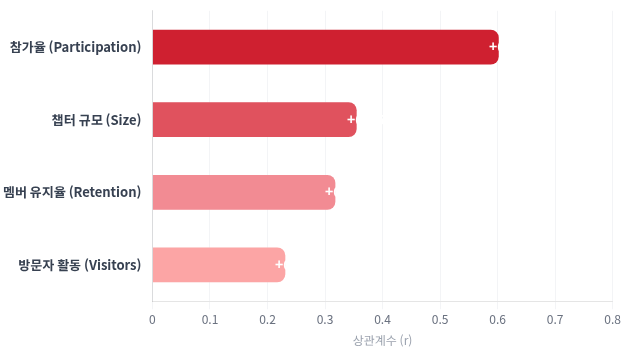 참가율 (Participation)
챕터 규모 (Size)
멤버 유지율 (Retention)
방문자 활동 (Visitors)
0 0.1 0.2 0.3 0.4 0.5 0.6 0.7 0.8
상관계수 (r)